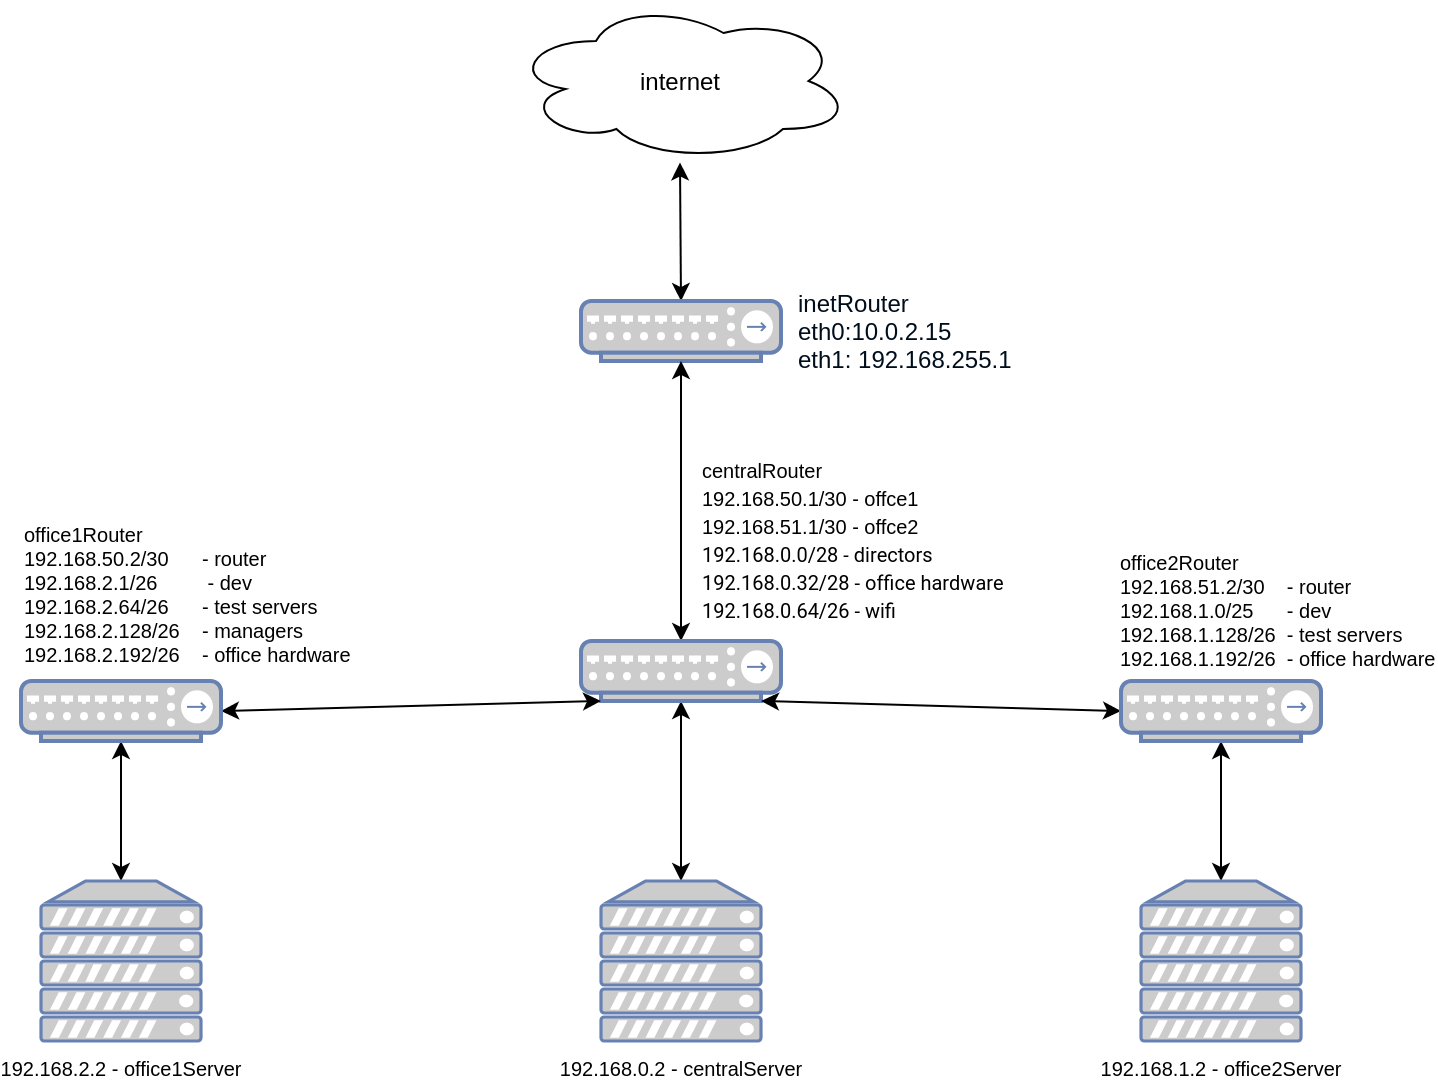 internet
inetRouter
eth0:10.0.2.15
eth1: 192.168.255.1
centralRouter
192.168.50.1/30 - offce1
192.168.51.1/30 - offce2
192.168.0.0/28 - directors
192.168.0.32/28 - office hardware
192.168.0.64/26 - wifi
office1Router
192.168.50.2/30 - router
192.168.2.1/26 - dev
192.168.2.64/26 - test servers
192.168.2.128/26 - managers
192.168.2.192/26 - office hardware
office2Router
192.168.51.2/30 - router
192.168.1.0/25 - dev
192.168.1.128/26 - test servers
192.168.1.192/26 - office hardware
192.168.2.2 - office1Server
192.168.0.2 - centralServer
192.168.1.2 - office2Server